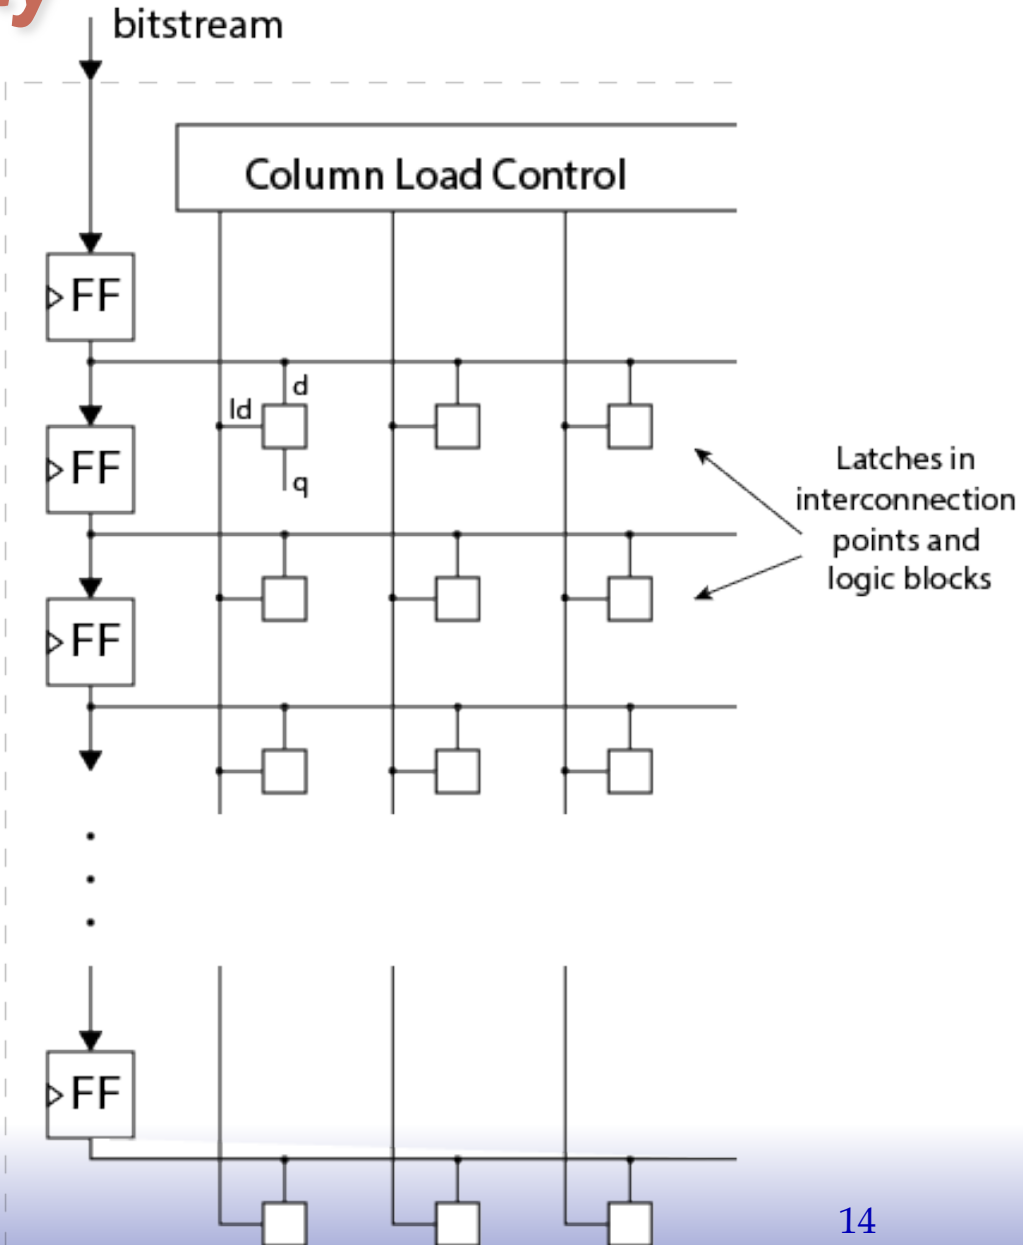 y
bitstream
Column Load Control
FF
d
ld
FF
q
Latches in
interconnection
points and
logic blocks
FF
FF
14